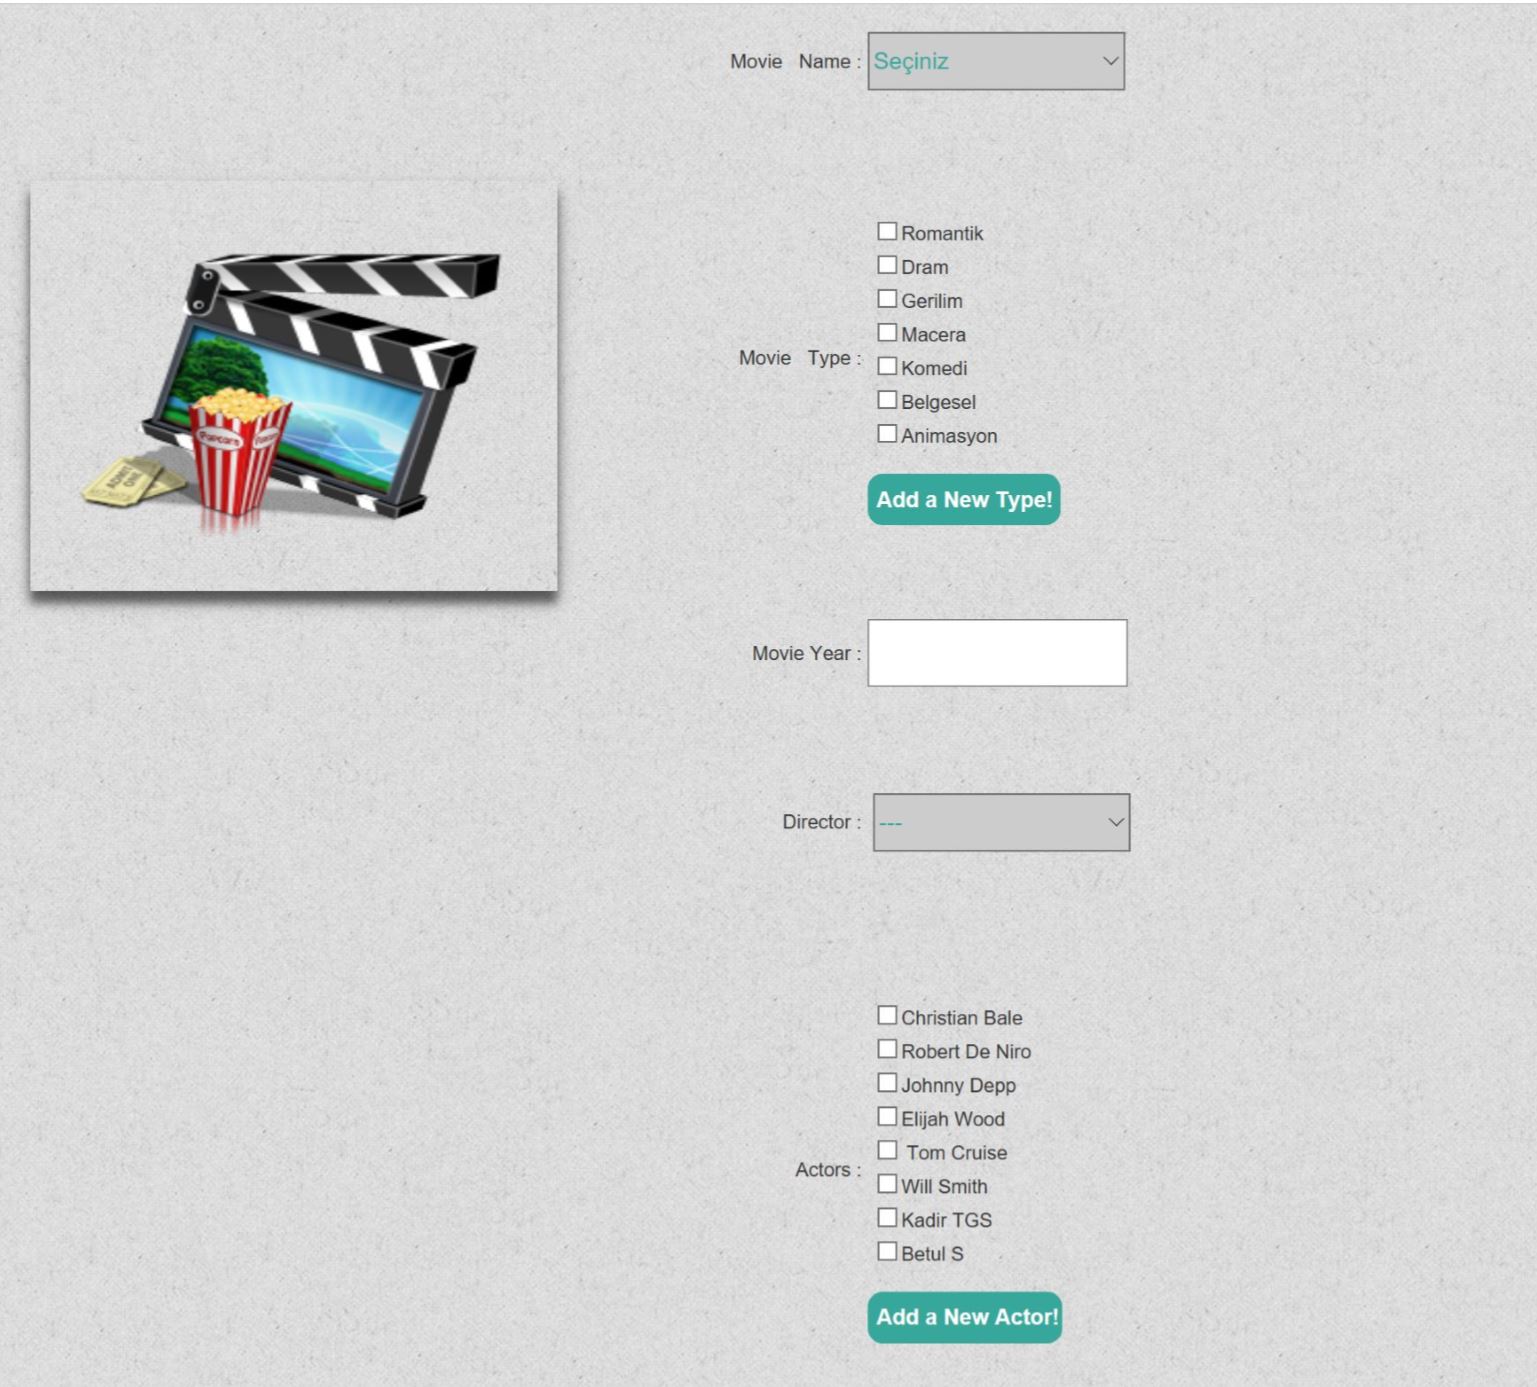 Movie Name : Seçiniz
Romantik
Dram
Gerilim
Macera
Movie Type :
Komedi
Belgesel
Animasyon
Add a New Type!
Popcorn
ADMIT ONE
Movie Year :
Director : ---
Christian Bale
Robert De Niro
Johnny Depp
Elijah Wood
Tom Cruise
Actors :
Will Smith
Kadir TGS
Betul S
Add a New Actor!